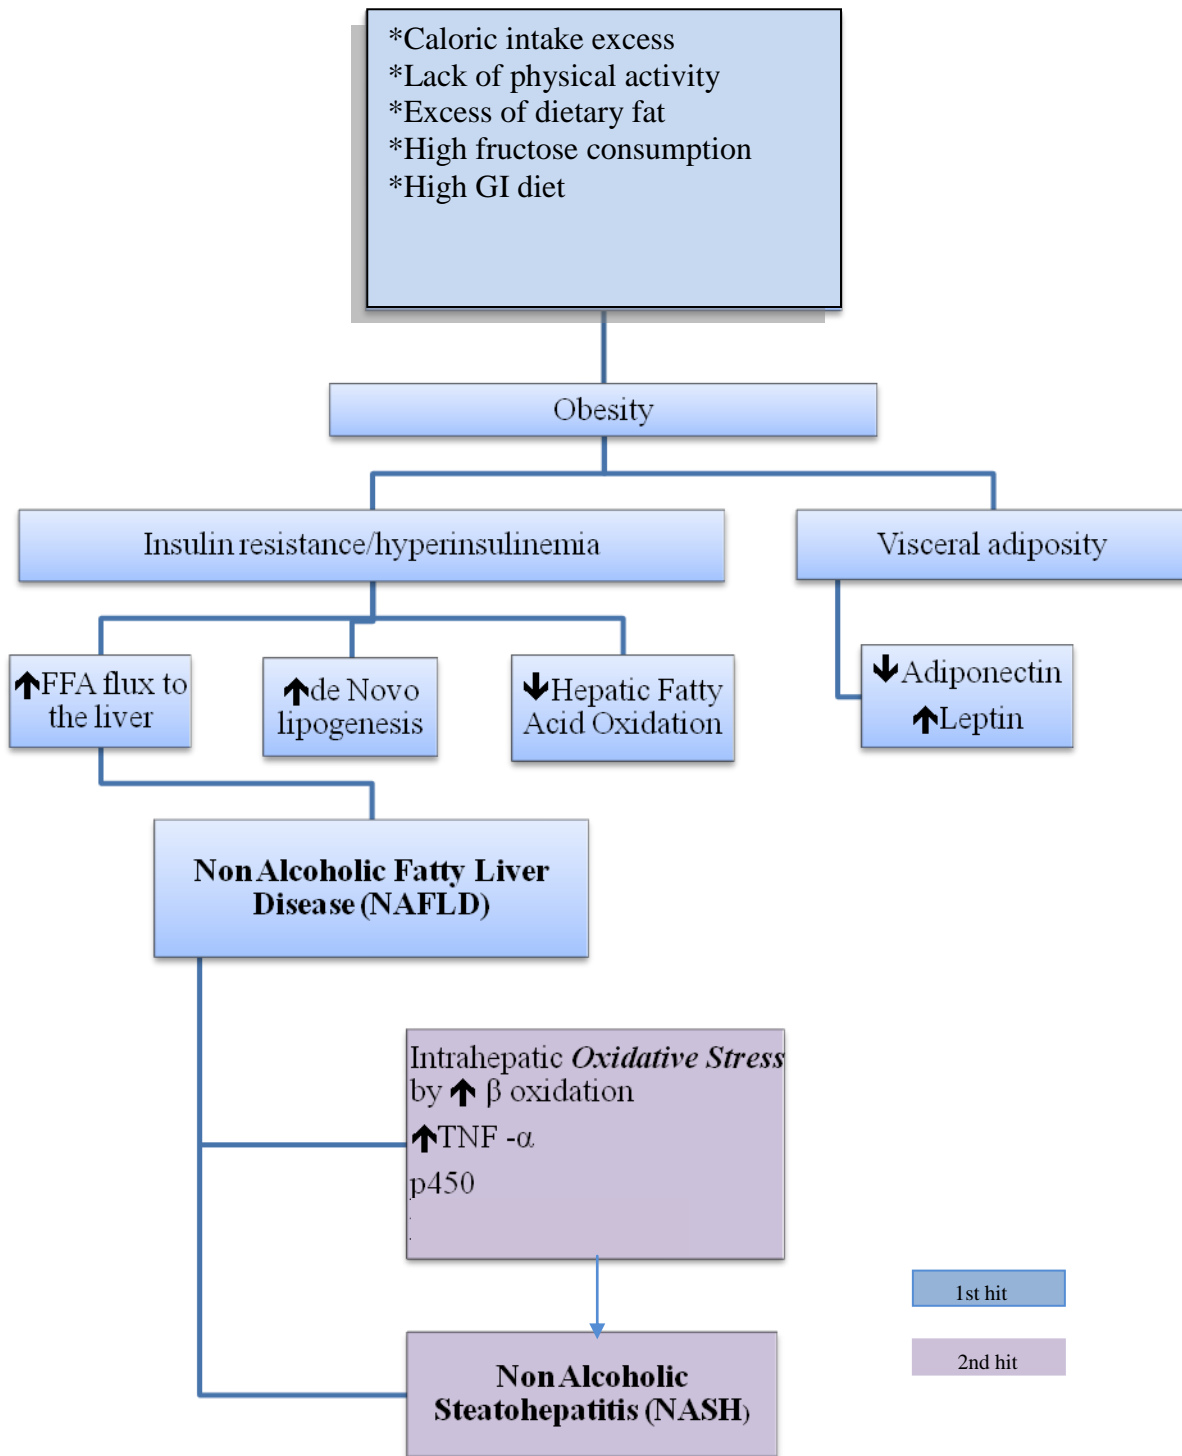 *Caloric intake excess
*Lack of physical activity
*Excess of dietary fat
*High fructose consumption
*High GI diet
Obesity
Insulin resistance/hyperinsulinemia
Visceral adiposity
🡹FFA flux to
the liver
🡹de Novo
lipogenesis
🡻Hepatic Fatty
Acid Oxidation
🡻Adiponectin
🡹Leptin
Non Alcoholic Fatty Liver
Disease (NAFLD)
Intrahepatic Oxidative Stress
by 🡹 β oxidation
🡹TNF -α
p450
Non Alcoholic
Steatohepatitis (NASH)
1st hit
2nd hit